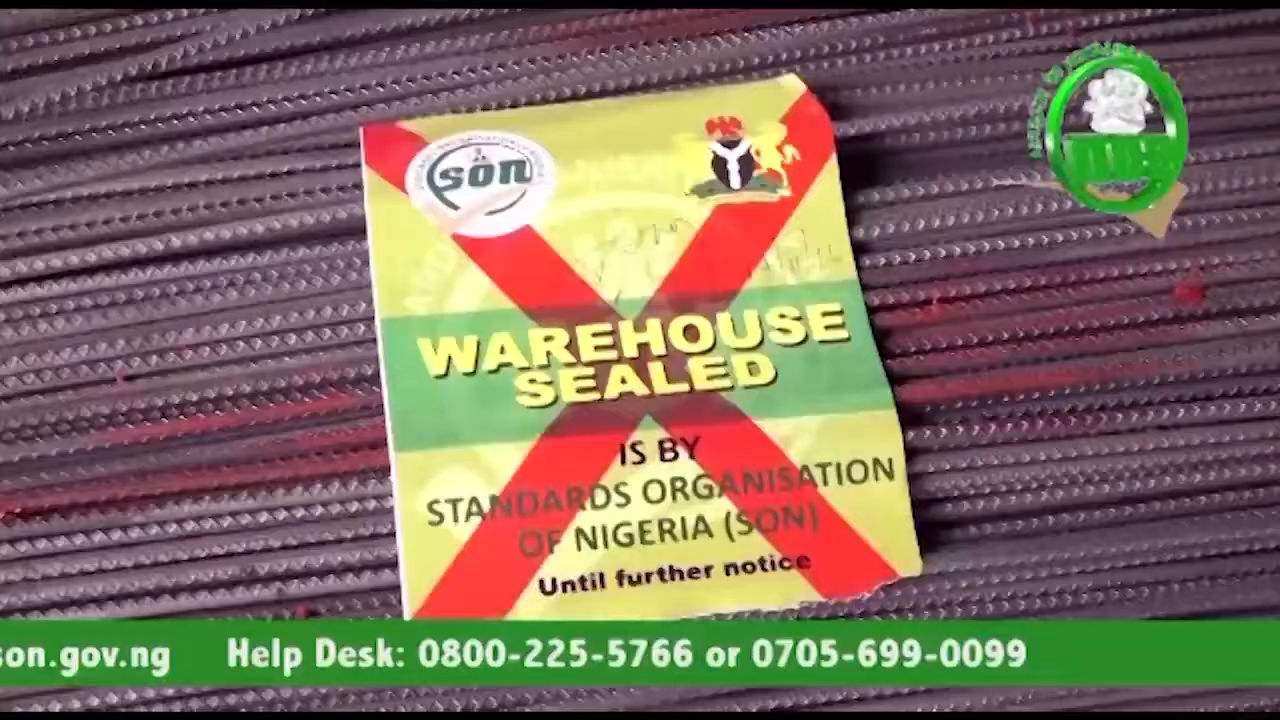 son
WAREHOUSE
SEALED
IS BY
STANDARDS ORGANISATION
OF NIGERIA (SON)
Until further notice
son.gov.ng Help Desk: 0800-225-5766 or 0705-699-0099